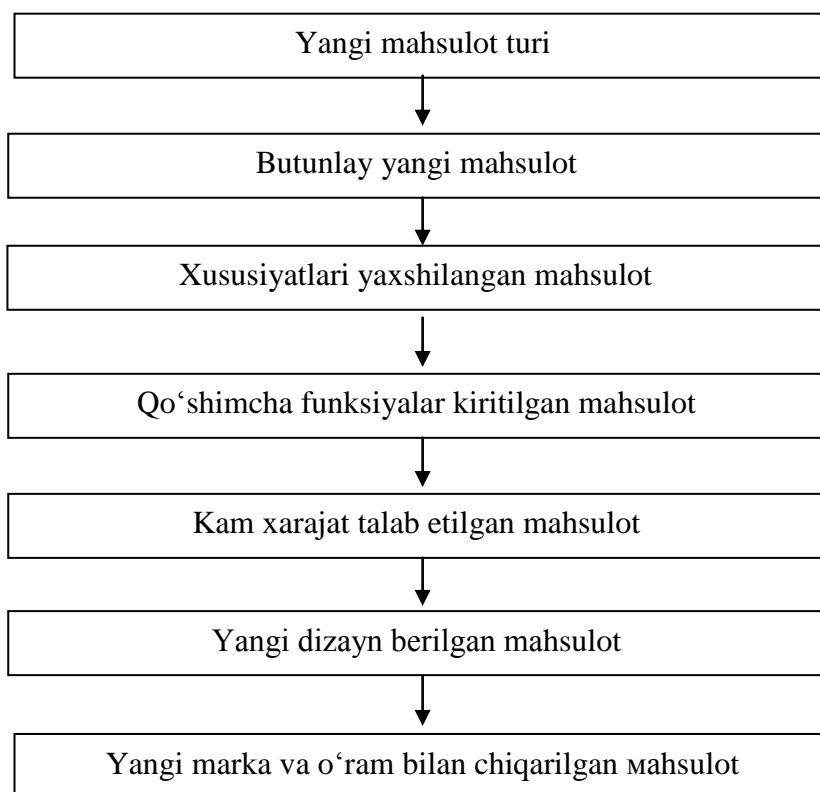 Yangi mahsulot turi
Butunlay yangi mahsulot
Xususiyatlari yaxshilangan mahsulot
Qo‘shimcha funksiyalar kiritilgan mahsulot
Kam xarajat talab etilgan mahsulot
Yangi dizayn berilgan mahsulot
Yangi marka va o‘ram bilan chiqarilgan мahsulot